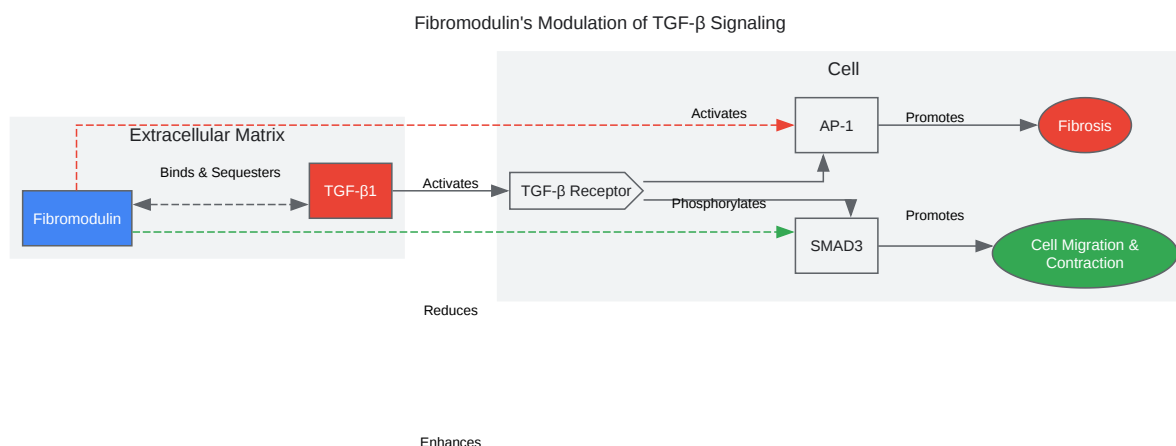 Fibromodulin's Modulation of TGF-β Signaling
Cell
Extracellular Matrix
Activates
AP-1
Promotes
Fibrosis
Binds & Sequesters
Fibromodulin
TGF-β1
Activates
TGF-β Receptor
Phosphorylates
SMAD3
Promotes
Cell Migration &
Contraction
Reduces
Enhances